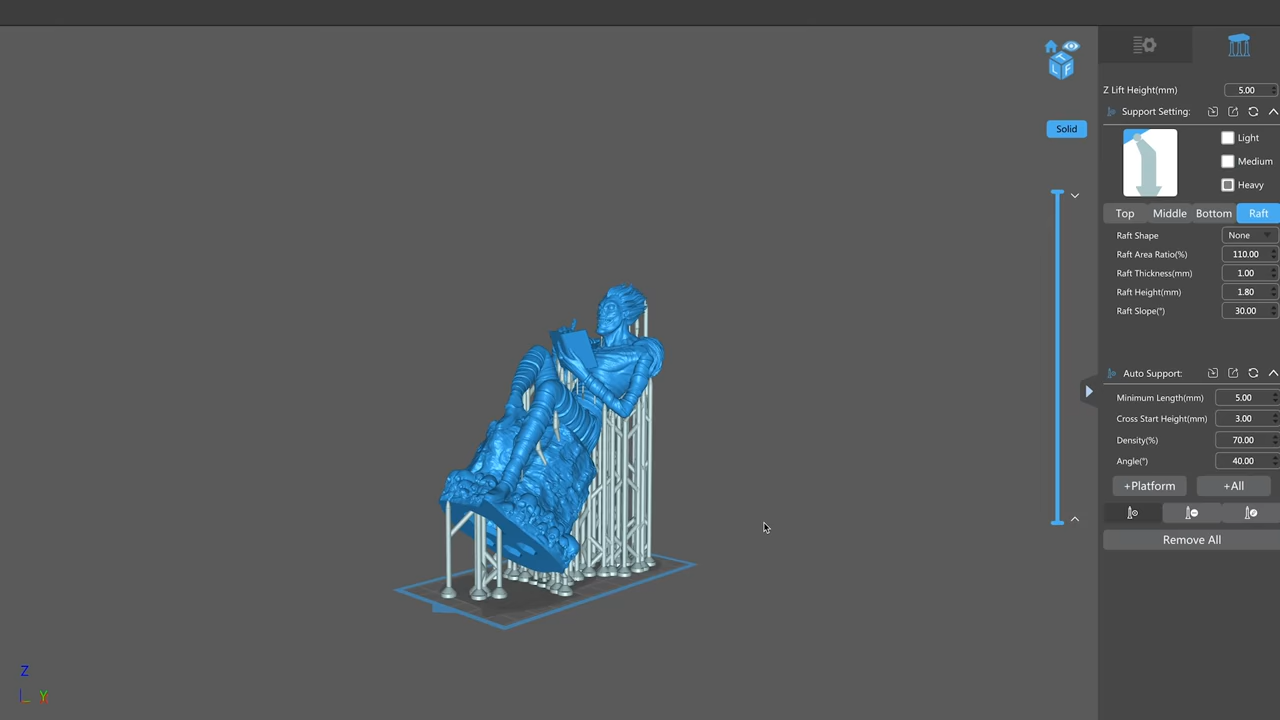 Z Lift Height(mm) 5.00
Support Setting:
Light
Medium
Heavy
Top Middle Bottom Raft
Raft Shape None
Raft Area Ratio(%) 110.00
Raft Thickness(mm) 1.00
Raft Height(mm) 1.80
Raft Slope(°) 30.00
Solid
Auto Support:
Minimum Length(mm) 5.00
Cross Start Height(mm) 3.00
Density(%) 70.00
Angle(°) 40.00
+Platform +All
Remove All
T
L F
Z
Y